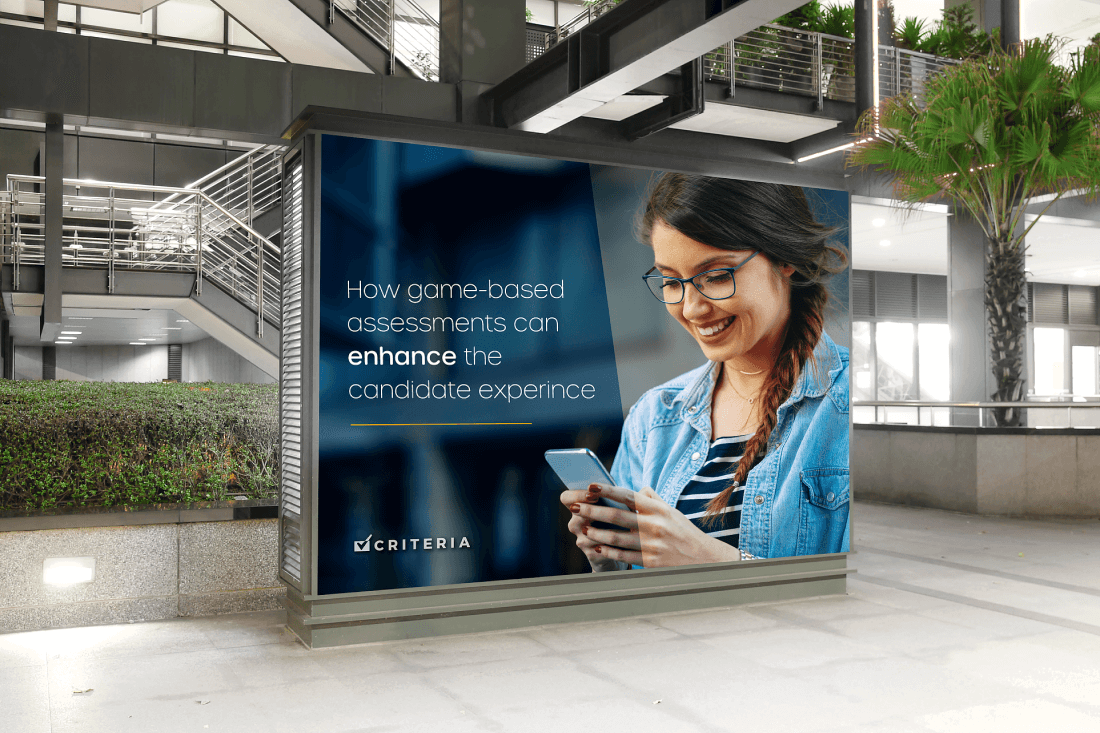 How game-based
assessments can
enhance the
candidate experince
CRITERIA